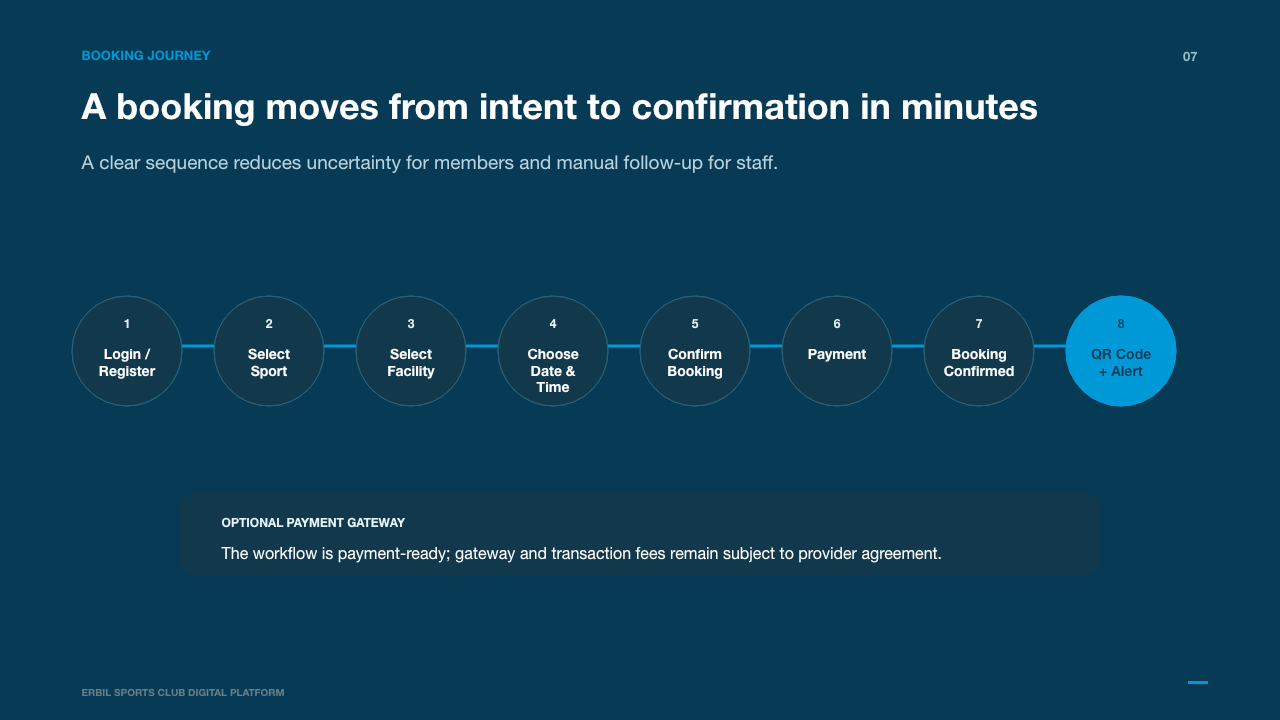 BOOKING JOURNEY
07
A booking moves from intent to confirmation in minutes
A clear sequence reduces uncertainty for members and manual follow-up for staff.
1
Login /
Register
2
Select
Sport
3
Select
Facility
4
Choose
Date &
Time
5
Confirm
Booking
6
Payment
7
Booking
Confirmed
8
QR Code
+ Alert
OPTIONAL PAYMENT GATEWAY
The workflow is payment-ready; gateway and transaction fees remain subject to provider agreement.
ERBIL SPORTS CLUB DIGITAL PLATFORM